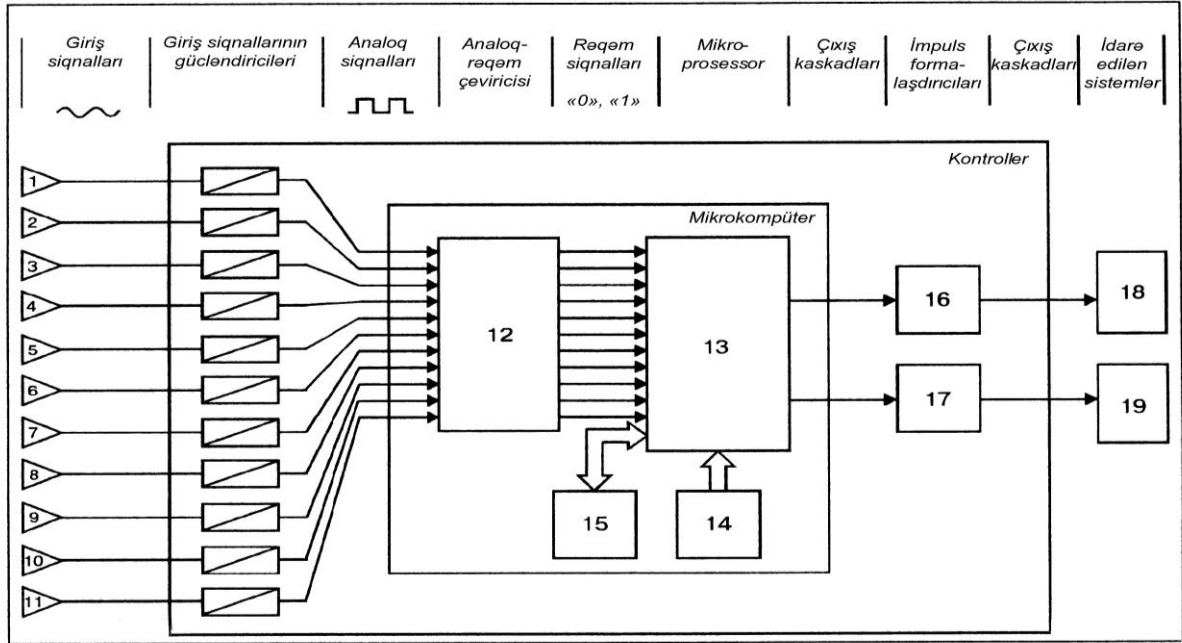 Giriş
siqnalları
Giriş siqnallarının
gücləndiriciləri
Analoq
siqnalları
Analoq-
rəqəm
çeviricisi
Rəqəm
siqnalları
«0», «1»
Mikro-
prosessor
Çıxış
kaskadları
İmpuls
forma-
laşdırıcıları
Çıxış
kaskadları
İdarə
edilən
sistemlər
Kontroller
Mikrokompüter
1
2
3
4
5
6
7
8
9
10
11
12
13
14
15
16
17
18
19